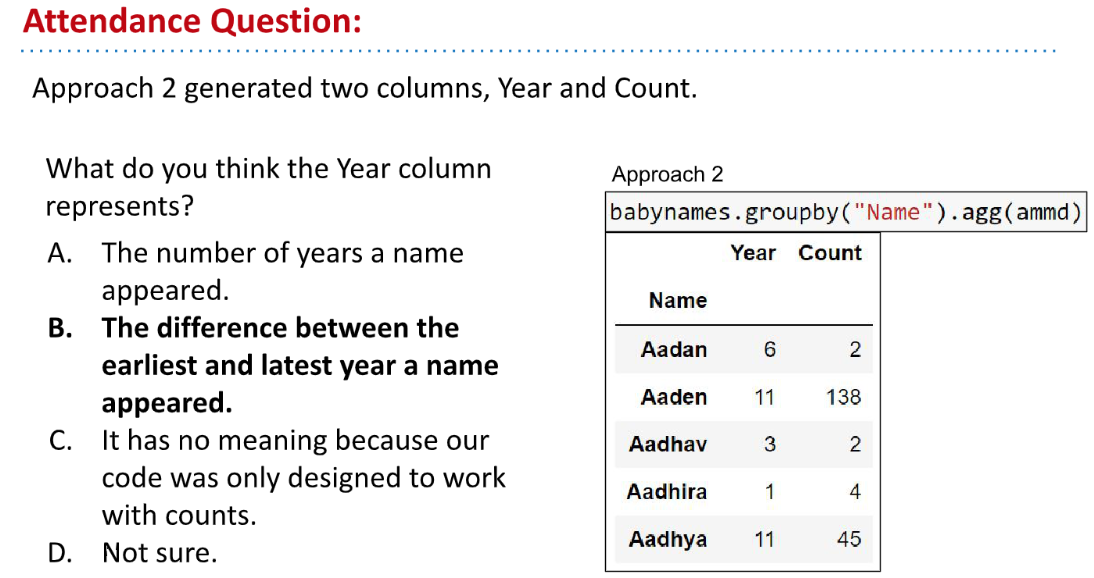 Attendance Question:
Approach 2 generated two columns, Year and Count.
What do you think the Year column
represents?
A. The number of years a name
appeared.
B. The difference between the
earliest and latest year a name
appeared.
C. It has no meaning because our
code was only designed to work
with counts.
D. Not sure.
Approach 2
babynames.groupby("Name").agg(ammd)
Year Count
Name
Aadan 6 2
Aaden 11 138
Aadhav 3 2
Aadhira 1 4
Aadhya 11 45